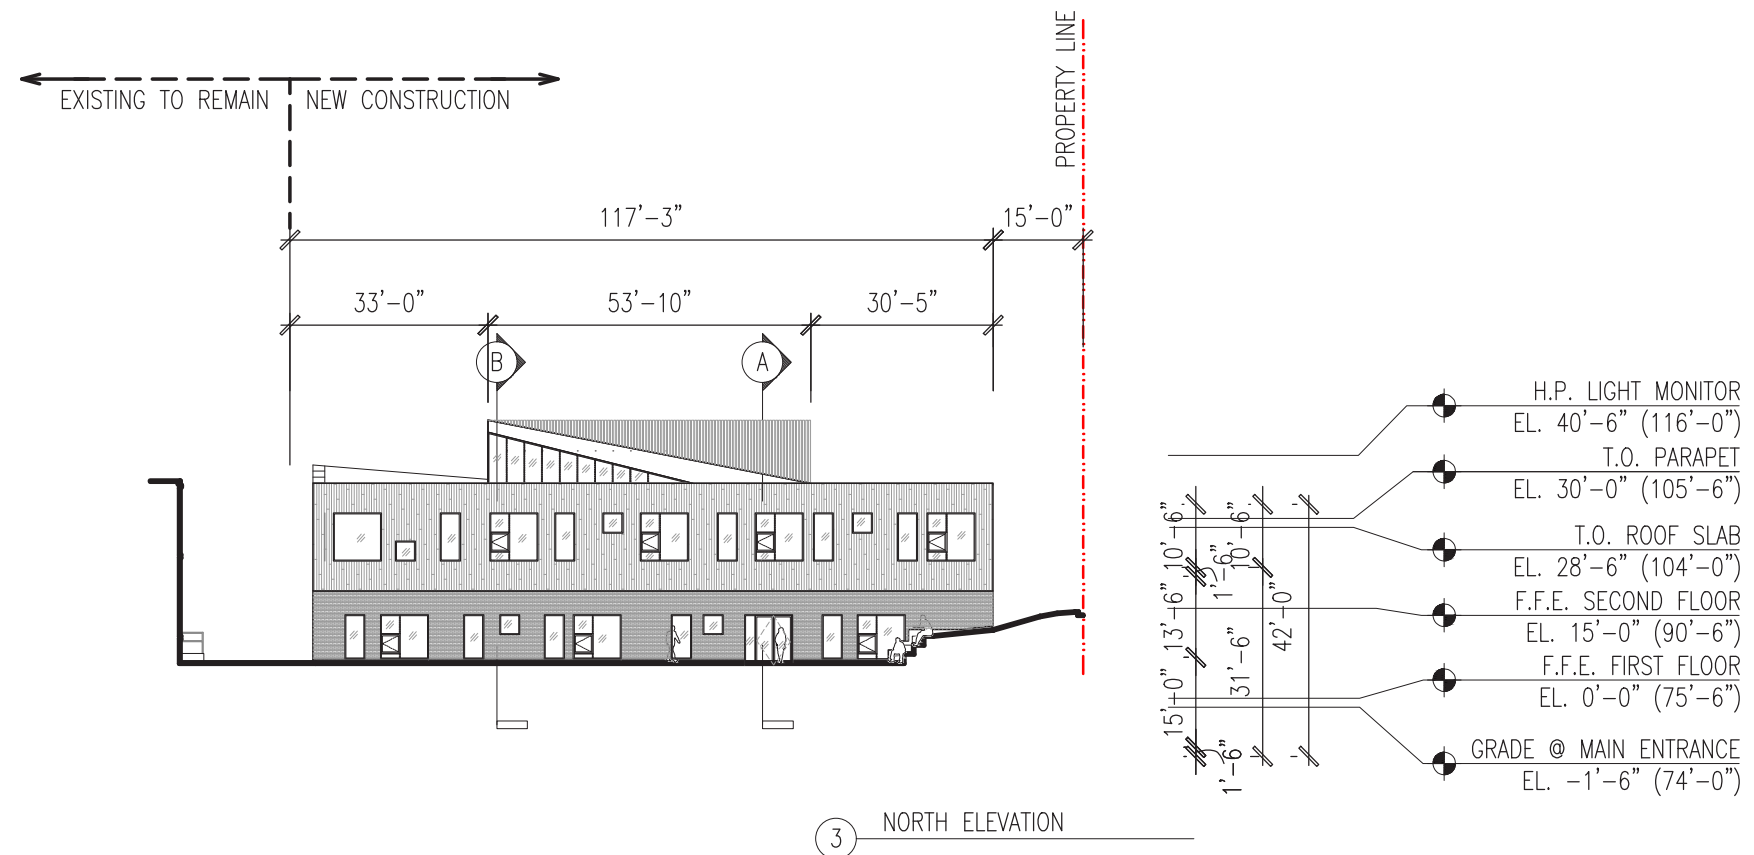 PROPERTY LINE
EXISTING TO REMAIN
NEW CONSTRUCTION
117'-3"
15'-0"
33'-0"
53'-10"
30'-5"
B
A
H.P. LIGHT MONITOR
EL. 40'-6" (116'-0")
T.O. PARAPET
EL. 30'-0" (105'-6")
T.O. ROOF SLAB
EL. 28'-6" (104'-0")
F.F.E. SECOND FLOOR
EL. 15'-0" (90'-6")
F.F.E. FIRST FLOOR
EL. 0'-0" (75'-6")
GRADE @ MAIN ENTRANCE
EL. -1'-6" (74'-0")
10'-6"
1'-6"
13'-6"
15'-0"
1'-6"
10'-6"
31'-6"
42'-0"
3
NORTH ELEVATION